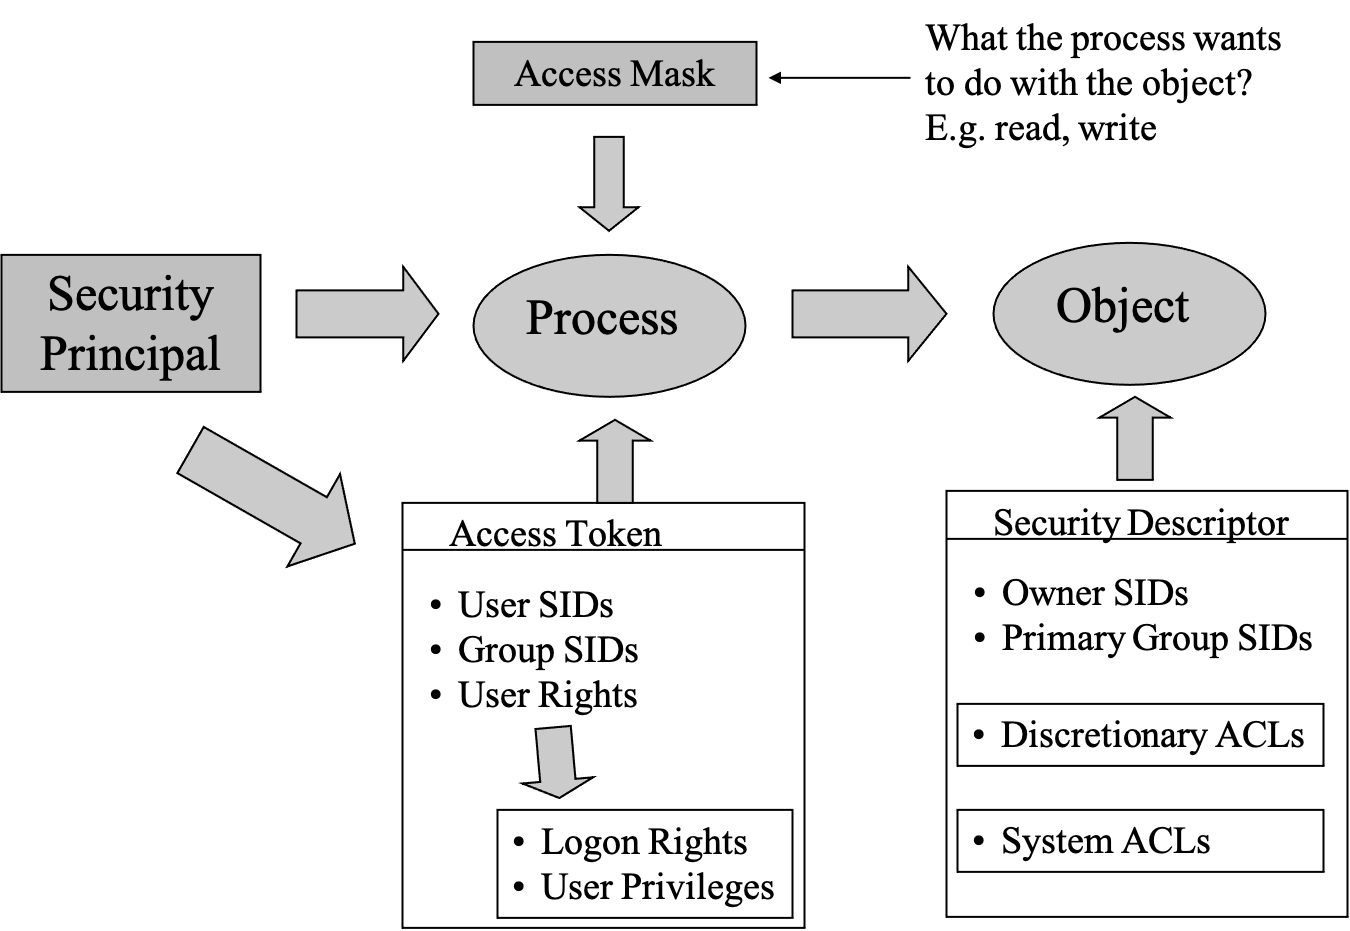 Access Mask
What the process wants
to do with the object?
E.g. read, write
Security
Principal
Process
Object
Access Token
• User SIDs
• Group SIDs
• User Rights
• Logon Rights
• User Privileges
Security Descriptor
• Owner SIDs
• Primary Group SIDs
• Discretionary ACLs
• System ACLs